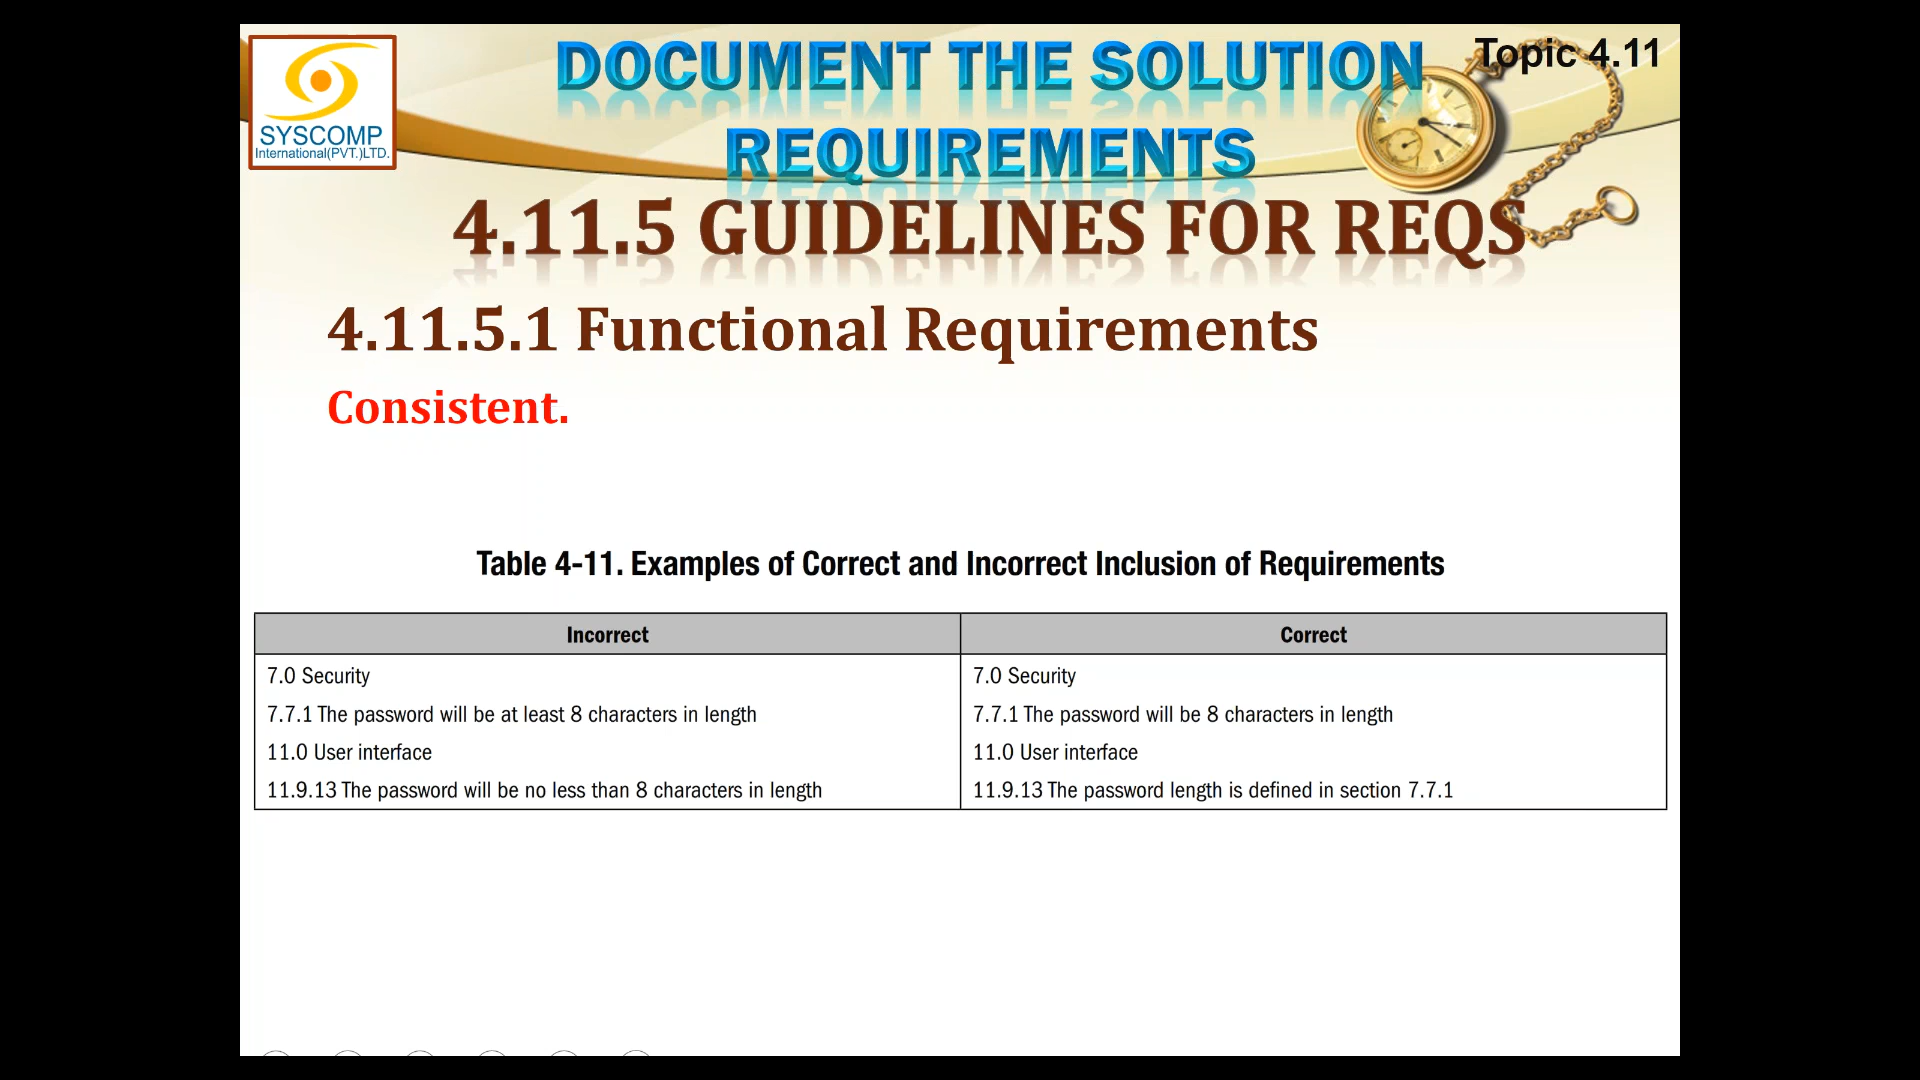 SYSCOMP
International(PVT.)LTD.
DOCUMENT THE SOLUTION
REQUIREMENTS
Topic 4.11
4.11.5 GUIDELINES FOR REQS
4.11.5.1 Functional Requirements
Consistent.
Table 4-11. Examples of Correct and Incorrect Inclusion of Requirements
Incorrect
7.0 Security
7.7.1 The password will be at least 8 characters in length
11.0 User interface
11.9.13 The password will be no less than 8 characters in length
Correct
7.0 Security
7.7.1 The password will be 8 characters in length
11.0 User interface
11.9.13 The password length is defined in section 7.7.1